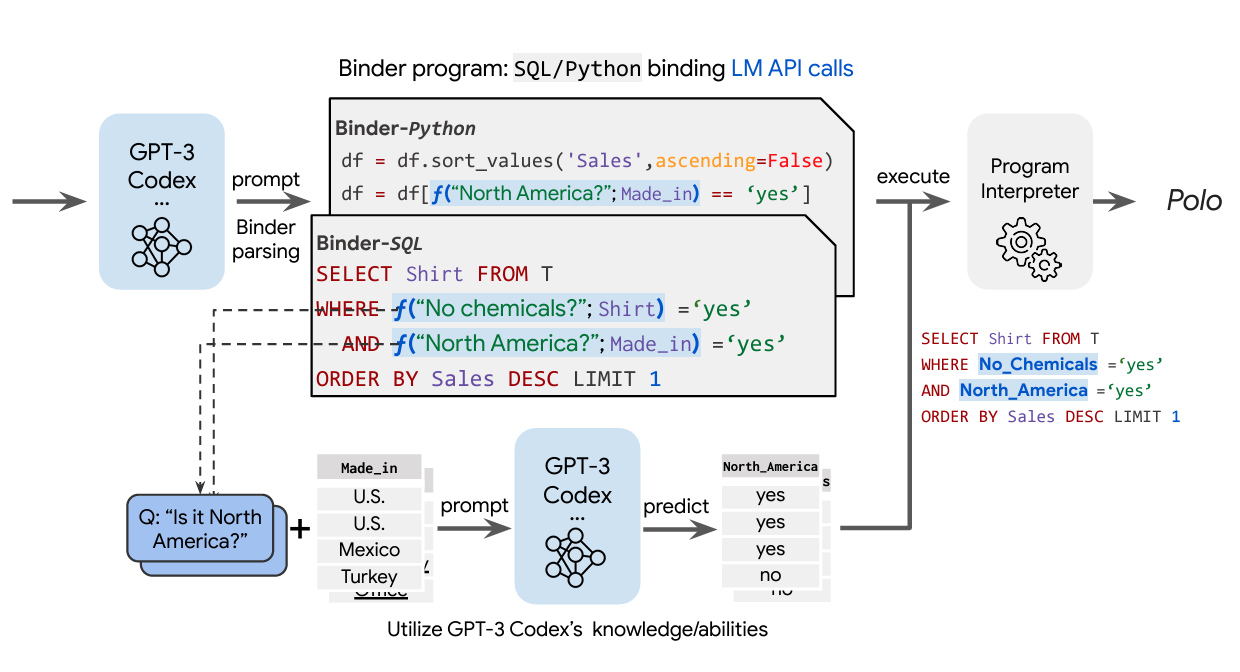 Binder program: SQL/Python binding LM API calls
GPT-3
Codex
...
prompt
Binder
parsing
Binder-Python
df = df.sort_values('Sales',ascending=False)
df = df[ƒ(“North America?”; Made_in) == ‘yes’]
Binder-SQL
SELECT Shirt FROM T
WHERE ƒ(“No chemicals?”; Shirt) =‘yes’
AND ƒ(“North America?”; Made_in) =‘yes’
ORDER BY Sales DESC LIMIT 1
execute
Program
Interpreter
Polo
SELECT Shirt FROM T
WHERE No_Chemicals =‘yes’
AND North_America =‘yes’
ORDER BY Sales DESC LIMIT 1
Q: “Is it North
America?”
+
Made_in
U.S.
U.S.
Mexico
Turkey
Office
prompt
GPT-3
Codex
...
predict
North_America
s
yes
yes
yes
no
no
Utilize GPT-3 Codex’s knowledge/abilities